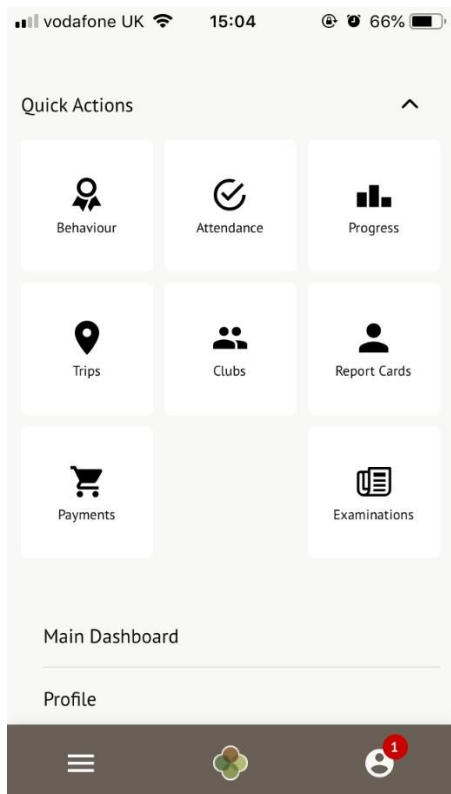 vodafone UK 15:04 66%
Quick Actions
Behaviour Attendance Progress
Trips Clubs Report Cards
Payments Examinations
Main Dashboard
Profile
1